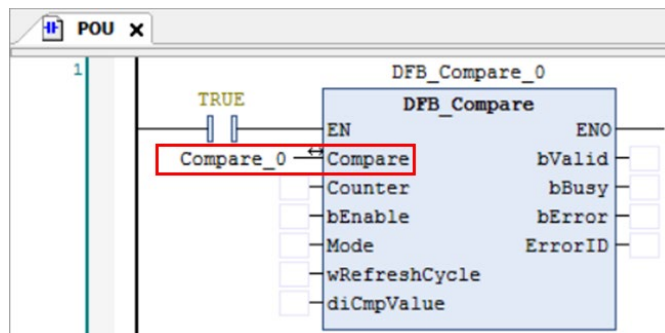 POU x
1
DFB_Compare_0
TRUE
DFB_Compare
EN ENO
Compare_0 Compare bValid
Counter bBusy
bEnable bError
Mode ErrorID
wRefreshCycle
diCmpValue